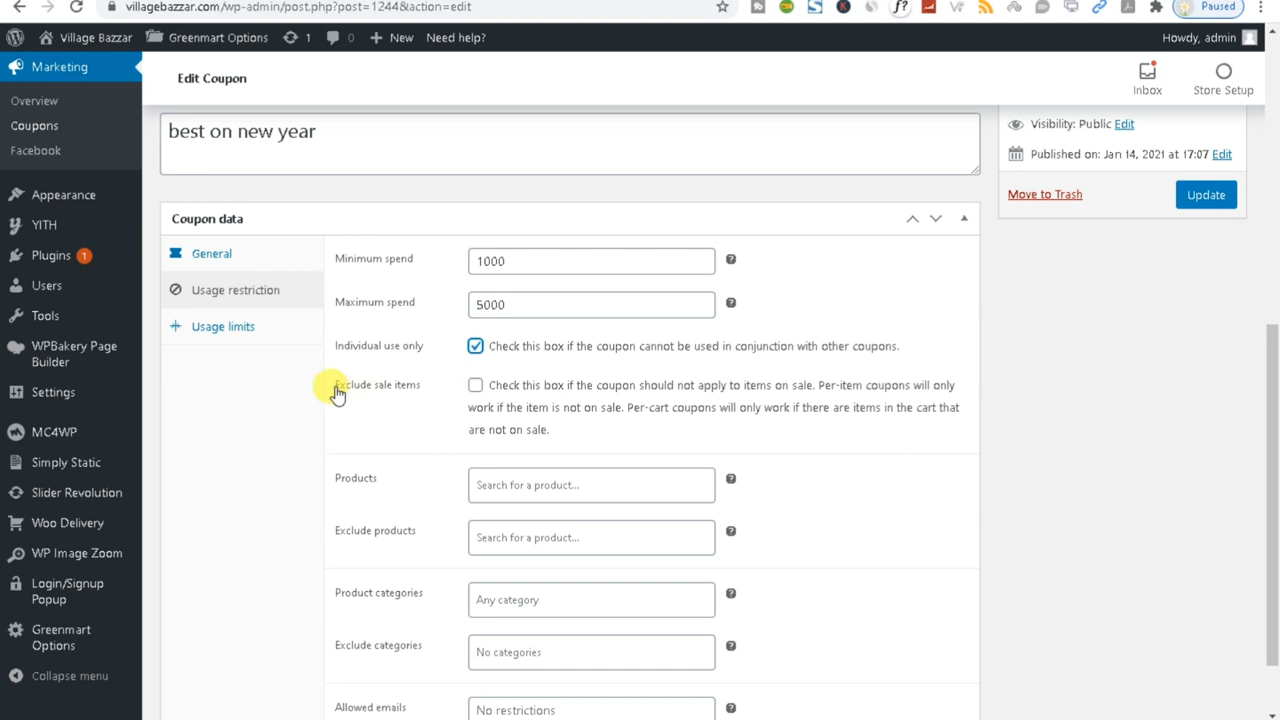 villagebazzar.com/wp-admin/post.php?post=1244&action=edit
Paused
Village Bazzar
Greenmart Options
1
0
New
Need help?
Howdy, admin
Marketing
Overview
Coupons
Facebook
Appearance
YITH
Plugins 1
Users
Tools
WPBakery Page
Builder
Settings
MC4WP
Simply Static
Slider Revolution
Woo Delivery
WP Image Zoom
Login/Signup
Popup
Greenmart
Options
Collapse menu
Edit Coupon
Inbox
Store Setup
best on new year
Visibility: Public Edit
Published on: Jan 14, 2021 at 17:07 Edit
Move to Trash
Update
Coupon data
General
Usage restriction
Usage limits
Minimum spend
1000
Maximum spend
5000
Individual use only
Check this box if the coupon cannot be used in conjunction with other coupons.
Exclude sale items
Check this box if the coupon should not apply to items on sale. Per-item coupons will only
work if the item is not on sale. Per-cart coupons will only work if there are items in the cart that
are not on sale.
Products
Search for a product...
Exclude products
Search for a product...
Product categories
Any category
Exclude categories
No categories
Allowed emails
No restrictions